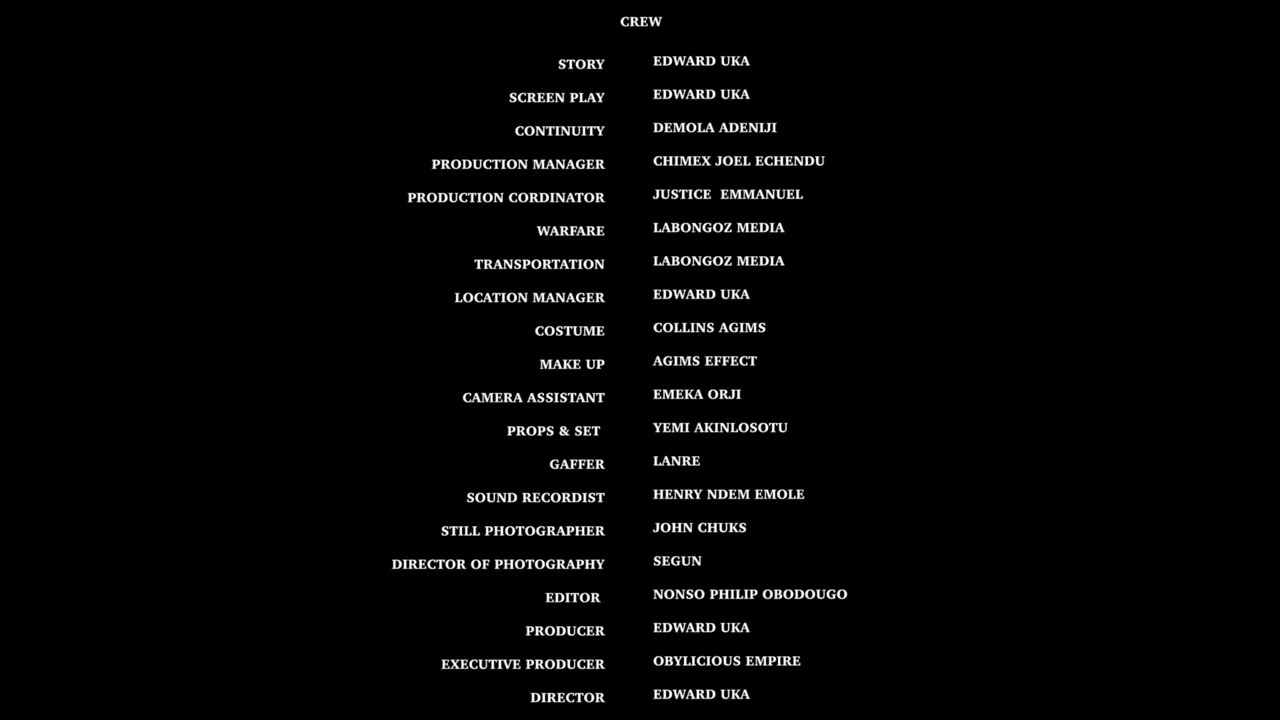 CREW
STORY EDWARD UKA
SCREEN PLAY EDWARD UKA
CONTINUITY DEMOLA ADENIJI
PRODUCTION MANAGER CHIMEX JOEL ECHENDU
PRODUCTION CORDINATOR JUSTICE EMMANUEL
WARFARE LABONGOZ MEDIA
TRANSPORTATION LABONGOZ MEDIA
LOCATION MANAGER EDWARD UKA
COSTUME COLLINS AGIMS
MAKE UP AGIMS EFFECT
CAMERA ASSISTANT EMEKA ORJI
PROPS & SET YEMI AKINLOSOTU
GAFFER LANRE
SOUND RECORDIST HENRY NDEM EMOLE
STILL PHOTOGRAPHER JOHN CHUKS
DIRECTOR OF PHOTOGRAPHY SEGUN
EDITOR NONSO PHILIP OBODOUGO
PRODUCER EDWARD UKA
EXECUTIVE PRODUCER OBYLICIOUS EMPIRE
DIRECTOR EDWARD UKA